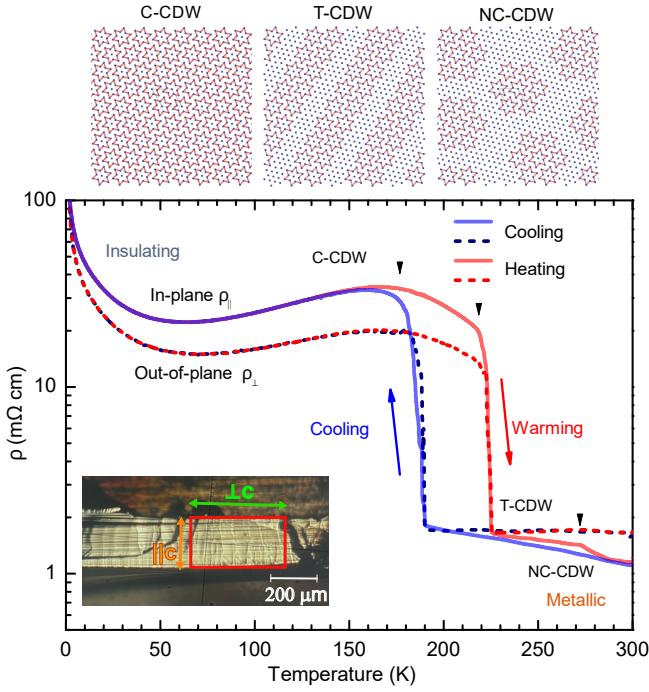 C-CDW T-CDW NC-CDW
100
Insulating
Cooling
Heating
C-CDW
In-plane ρ∥
Out-of-plane ρ⊥
10
ρ (mΩ cm)
Cooling
Warming
T-CDW
⊥c
||c
200 μm
NC-CDW
1
Metallic
0 50 100 150 200 250 300
Temperature (K)